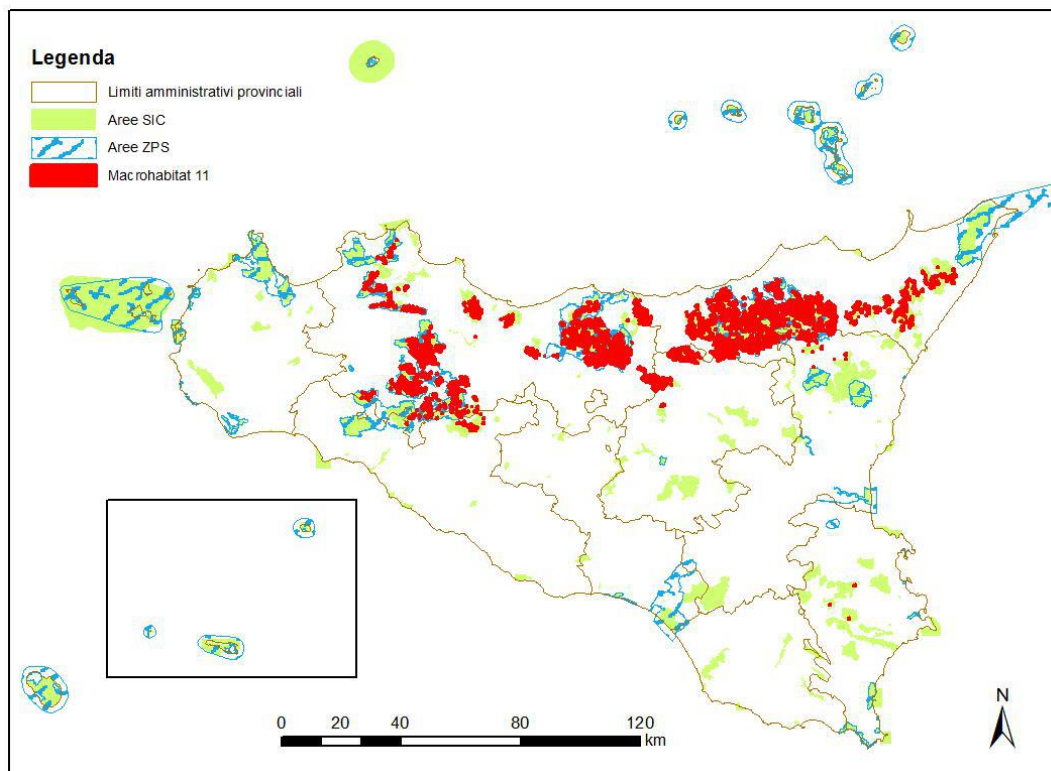 Legenda
Limiti amministrativi provinciali
Aree SIC
Aree ZPS
Macrohabitat 11
N
0 20 40 80 120
km